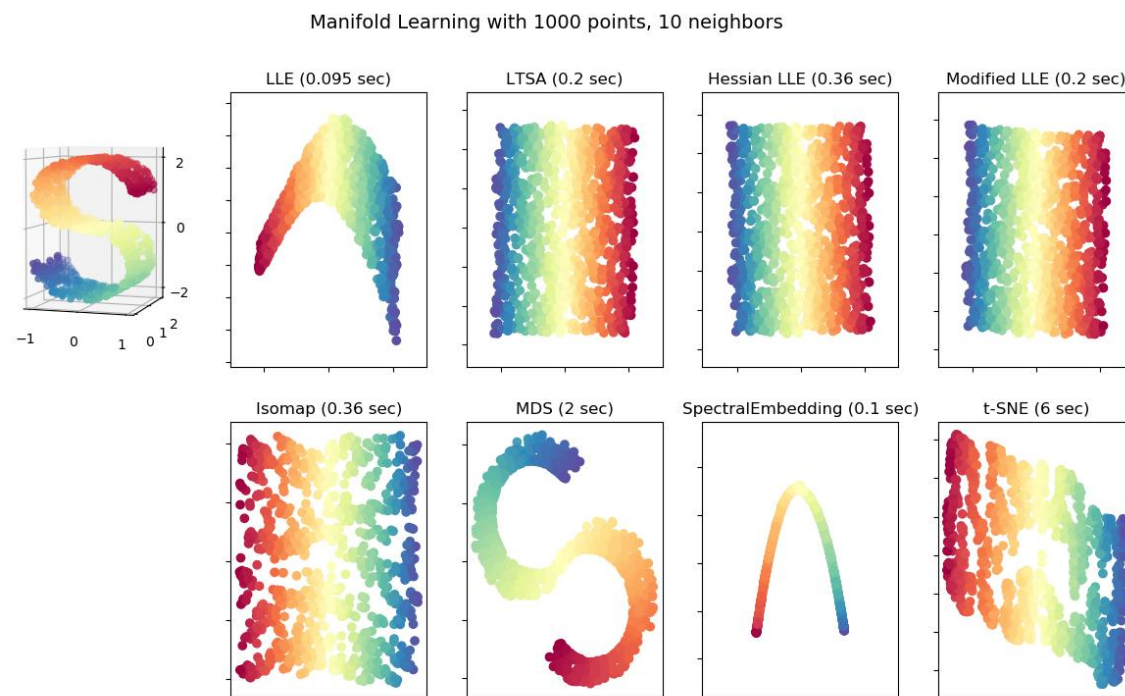 Manifold Learning with 1000 points, 10 neighbors
LLE (0.095 sec)
LTSA (0.2 sec)
Hessian LLE (0.36 sec)
Modified LLE (0.2 sec)
2
0
−2
−1
0
1
0
1
2
Isomap (0.36 sec)
MDS (2 sec)
SpectralEmbedding (0.1 sec)
t-SNE (6 sec)